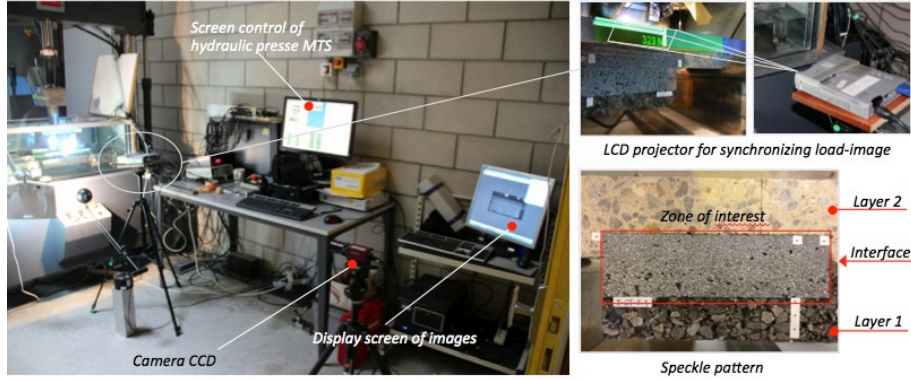 Screen control of
hydraulic presse MTS
Camera CCD
Display screen of images
323 N
LCD projector for synchronizing load-image
Zone of interest
Layer 2
Interface
Layer 1
Speckle pattern